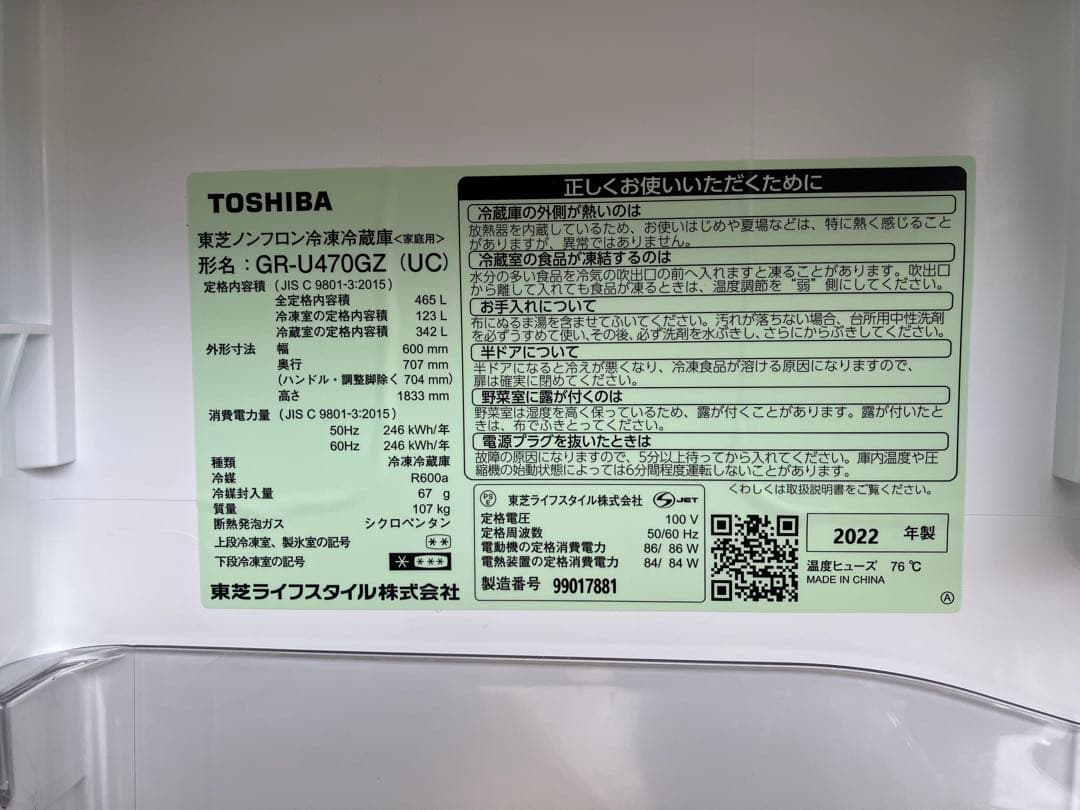 TOSHIBA
東芝ノンフロン冷凍冷蔵庫<家庭用>
形名：GR-U470GZ (UC)
定格内容積 (JIS C 9801-3:2015)
全定格内容積 465 L
冷凍室の定格内容積 123 L
冷蔵室の定格内容積 342 L
外形寸法 幅 600 mm
奥行 707 mm
(ハンドル・調整脚除く 704 mm)
高さ 1833 mm
消費電力量 (JIS C 9801-3:2015)
50Hz 246 kWh/年
60Hz 246 kWh/年
種類 冷凍冷蔵庫
冷媒 R600a
冷媒封入量 67 g
質量 107 kg
断熱発泡ガス シクロペンタン
上段冷凍室、製氷室の記号 **
下段冷凍室の記号 * ***
東芝ライフスタイル株式会社
正しくお使いいただくために
冷蔵庫の外側が熱いのは
放熱器を内蔵しているため、お使いはじめや夏場などは、特に熱く感じること
がありますが、異常ではありません。
冷蔵室の食品が凍結するのは
水分の多い食品を冷気の吹出口の前へ入れますと凍ることがあります。吹出口
から離して入れても食品が凍るときは、温度調節を“弱”側にしてください。
お手入れについて
布にぬるま湯を含ませてふいてください。汚れが落ちない場合、台所用中性洗剤
を必ずうすめて使い、その後、必ず洗剤を水ぶきし、さらにからぶきしてください。
半ドアについて
半ドアになると冷えが悪くなり、冷凍食品が溶ける原因になりますので、
扉は確実に閉めてください。
野菜室に露が付くのは
野菜室は湿度を高く保っているため、露が付くことがあります。露が付いたと
きは、布でふきとってください。
電源プラグを抜いたときは
故障の原因になりますので、5分以上待ってから入れてください。庫内温度や圧
縮機の始動状態によっては6分間程度運転しないことがあります。
くわしくは取扱説明書をご覧ください。
PS E 東芝ライフスタイル株式会社 S JET
定格電圧 100 V
定格周波数 50/60 Hz
電動機の定格消費電力 86/ 86 W
電熱装置の定格消費電力 84/ 84 W
製造番号 99017881
2022 年製
温度ヒューズ 76 ℃
MADE IN CHINA
Ⓐ